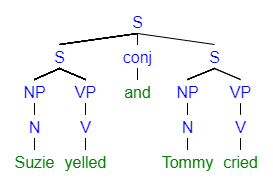 S
S conj S
NP VP and NP VP
N V N V
Suzie yelled Tommy cried